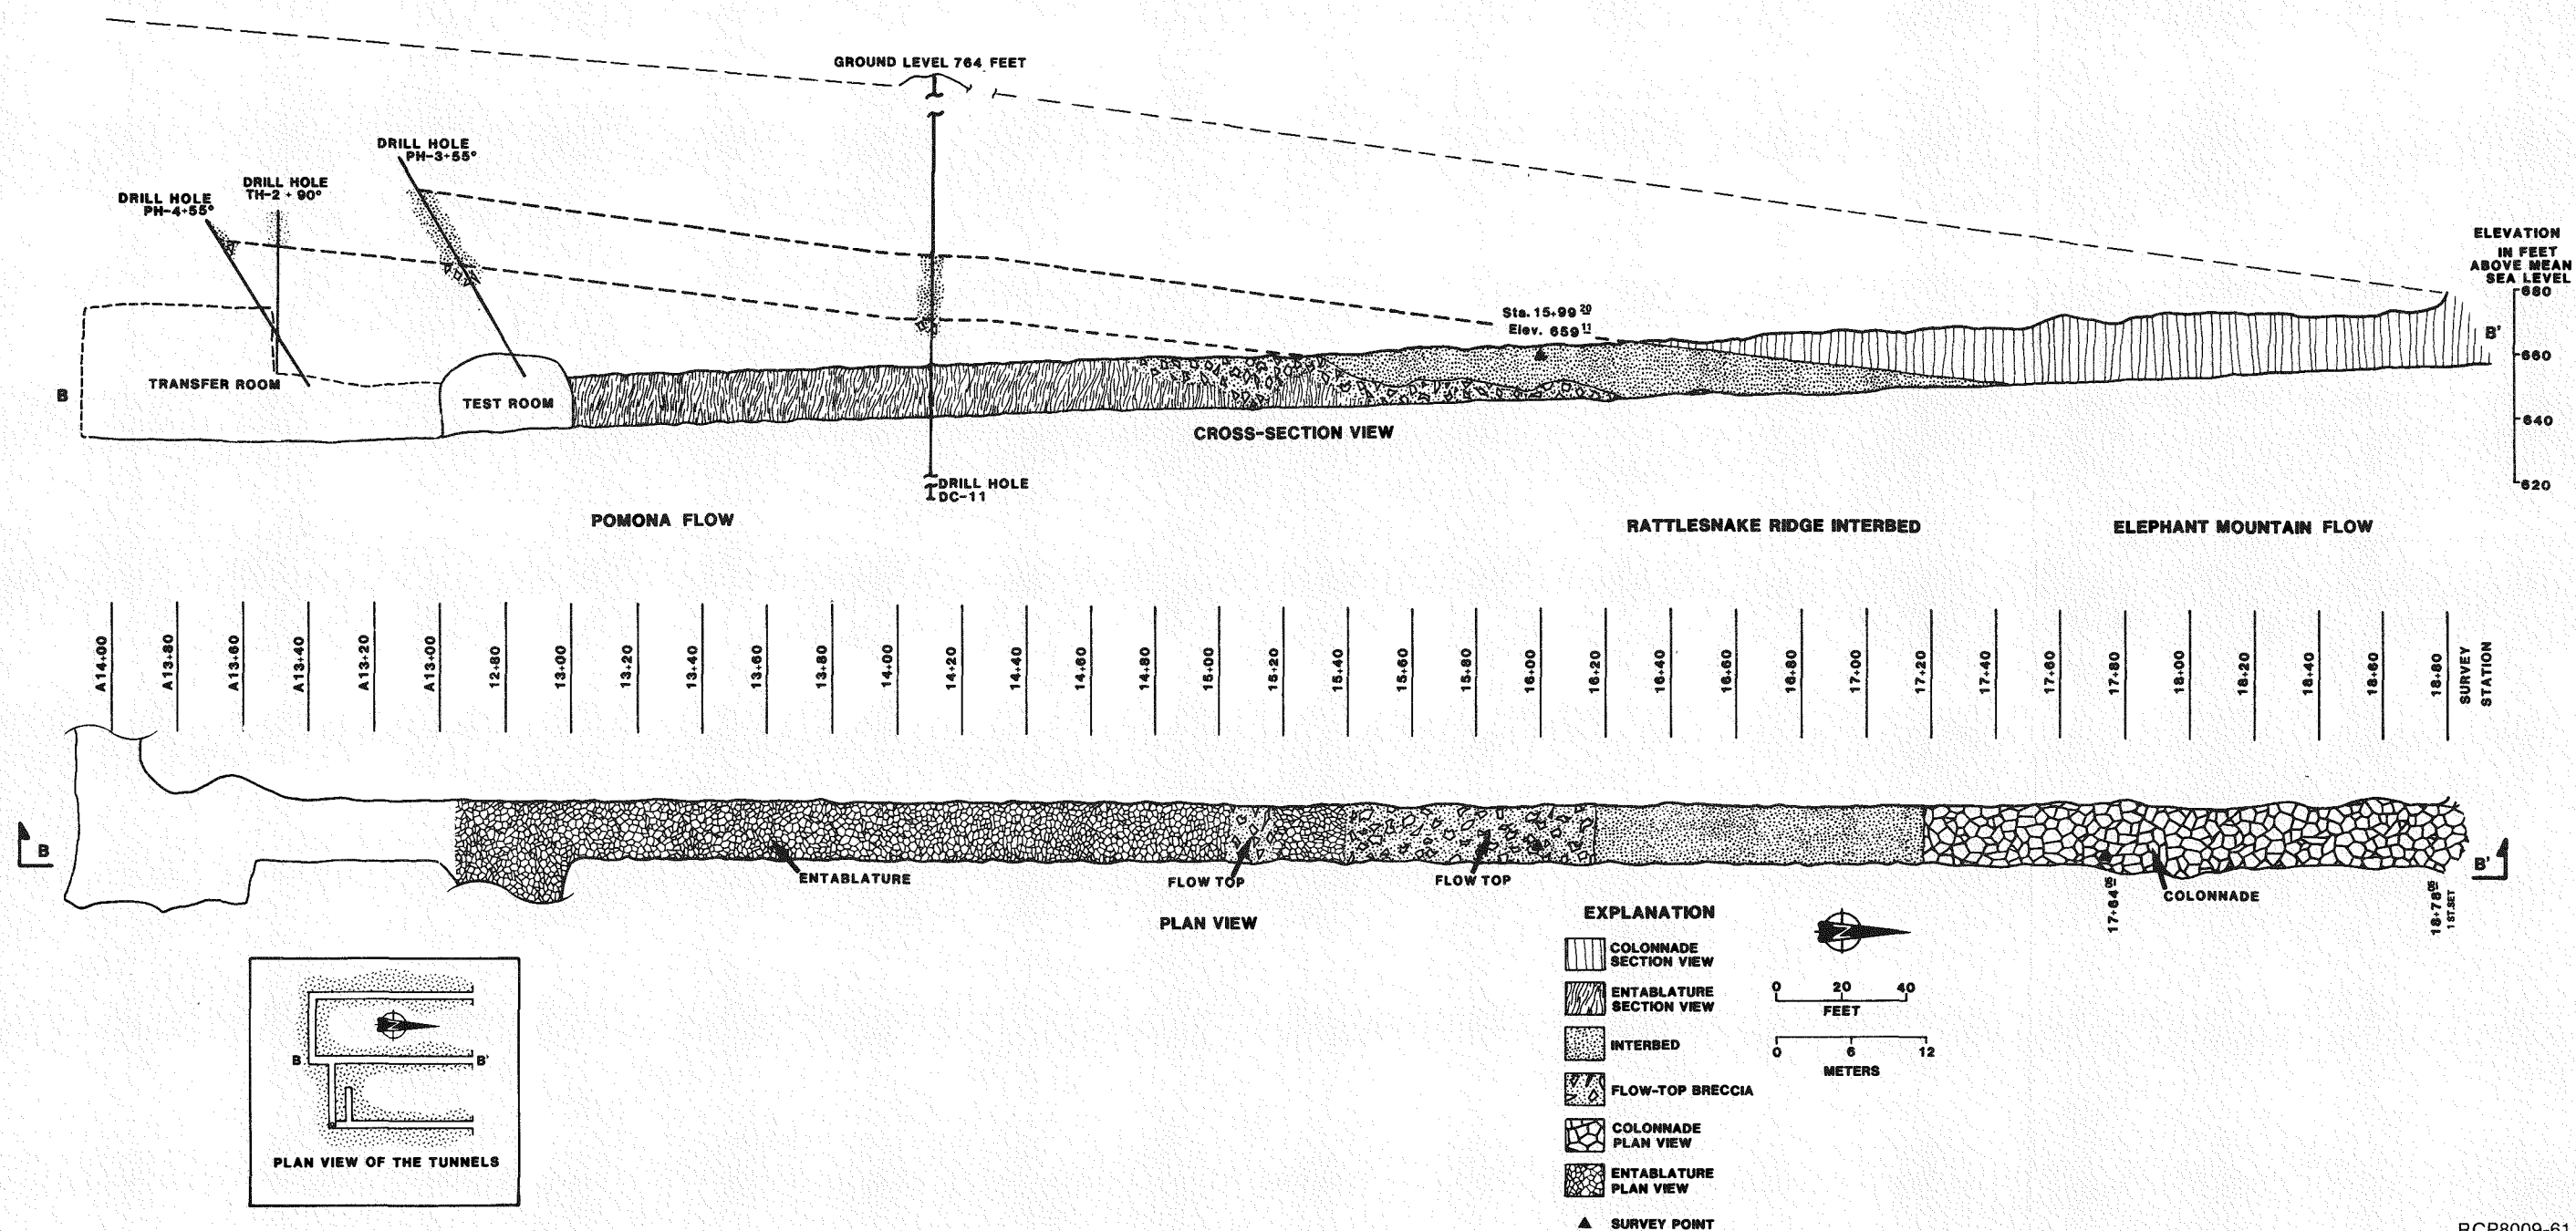 GROUND LEVEL 764 FEET
DRILL HOLE
PH-3+55°
DRILL HOLE
TH-2 + 90°
DRILL HOLE
PH-4+55°
ELEVATION
IN FEET
ABOVE MEAN
SEA LEVEL
680
660
640
620
Sta. 15+99 20
Elev. 659 11
B
B'
TRANSFER ROOM
TEST ROOM
CROSS-SECTION VIEW
DRILL HOLE
DC-11
POMONA FLOW
RATTLESNAKE RIDGE INTERBED
ELEPHANT MOUNTAIN FLOW
A14+00
A13+80
A13+60
A13+40
A13+20
A13+00
12+80
13+00
13+20
13+40
13+60
13+80
14+00
14+20
14+40
14+60
14+80
15+00
15+20
15+40
15+60
15+80
16+00
16+20
16+40
16+60
16+80
17+00
17+20
17+40
17+60
17+80
18+00
18+20
18+40
18+60
18+80
SURVEY
STATION
B
B'
ENTABLATURE
FLOW TOP
FLOW TOP
COLONNADE
17+64
18+78
1 ST.SET
PLAN VIEW
EXPLANATION
COLONNADE
SECTION VIEW
ENTABLATURE
SECTION VIEW
INTERBED
FLOW-TOP BRECCIA
COLONNADE
PLAN VIEW
ENTABLATURE
PLAN VIEW
SURVEY POINT
N
0 20 40
FEET
0 6 12
METERS
N
B B'
PLAN VIEW OF THE TUNNELS
RCP8009-61